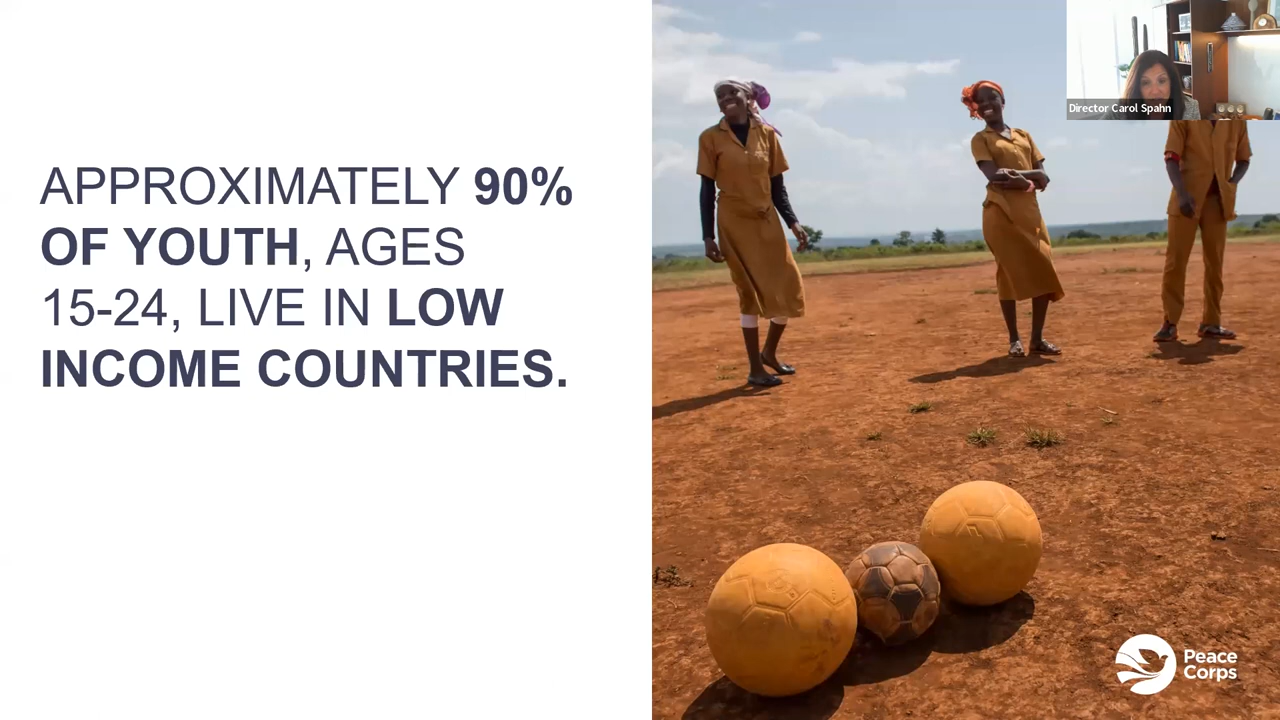 APPROXIMATELY 90%
OF YOUTH, AGES
15-24, LIVE IN LOW
INCOME COUNTRIES.
Director Carol Spahn
Peace
Corps